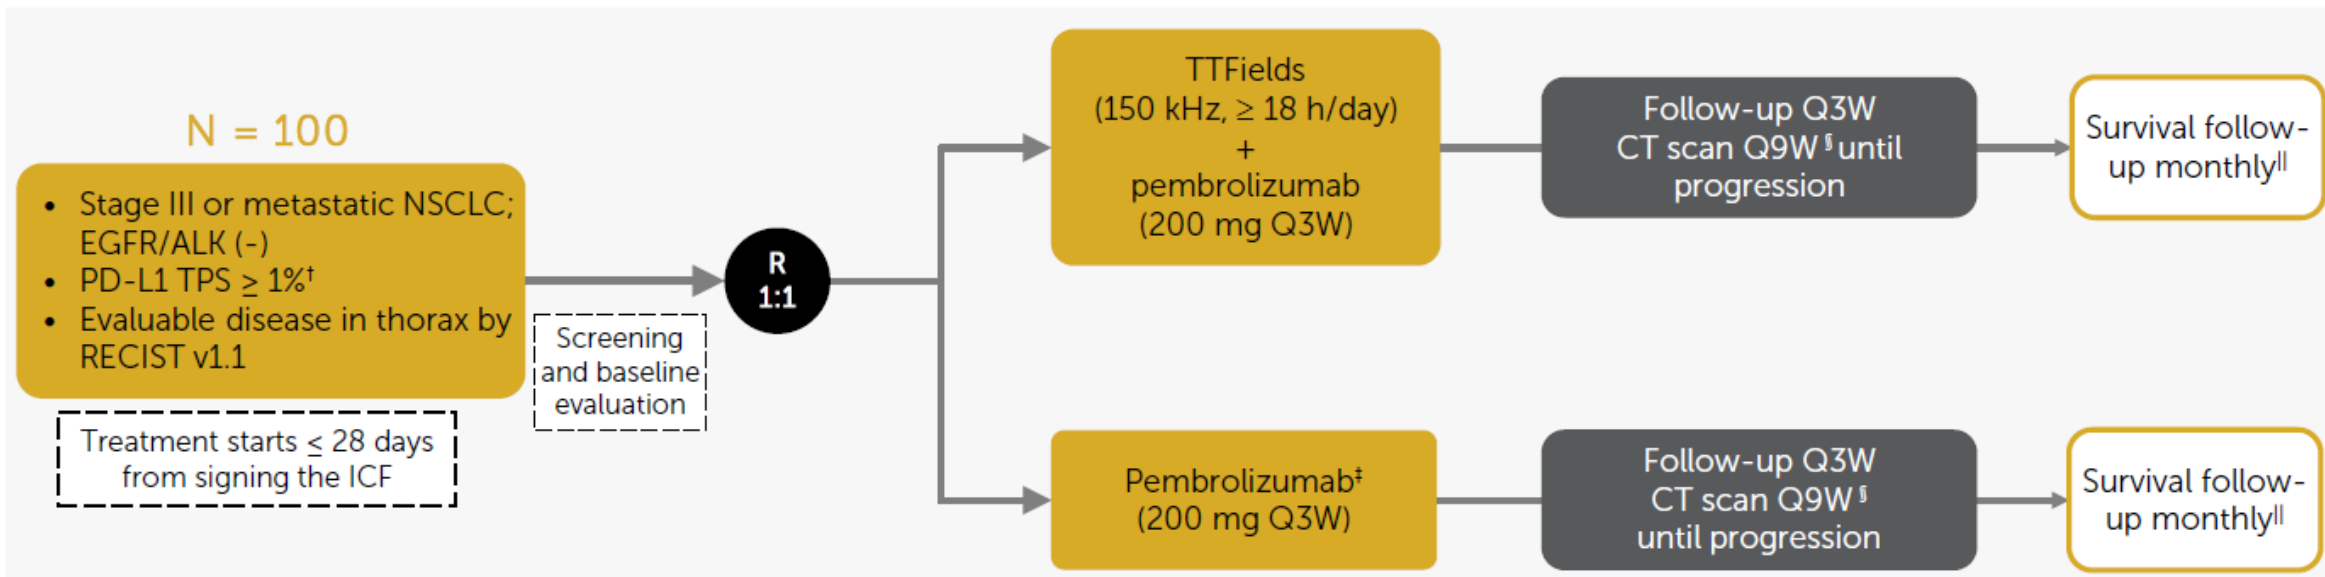 N = 100
• Stage III or metastatic NSCLC;
EGFR/ALK (-)
• PD-L1 TPS ≥ 1%†
• Evaluable disease in thorax by
RECIST v1.1
Treatment starts ≤ 28 days
from signing the ICF
Screening
and baseline
evaluation
R
1:1
TTFields
(150 kHz, ≥ 18 h/day)
+
pembrolizumab
(200 mg Q3W)
Follow-up Q3W
CT scan Q9W § until
progression
Survival follow-
up monthly||
Pembrolizumab‡
(200 mg Q3W)
Follow-up Q3W
CT scan Q9W §
until progression
Survival follow-
up monthly||